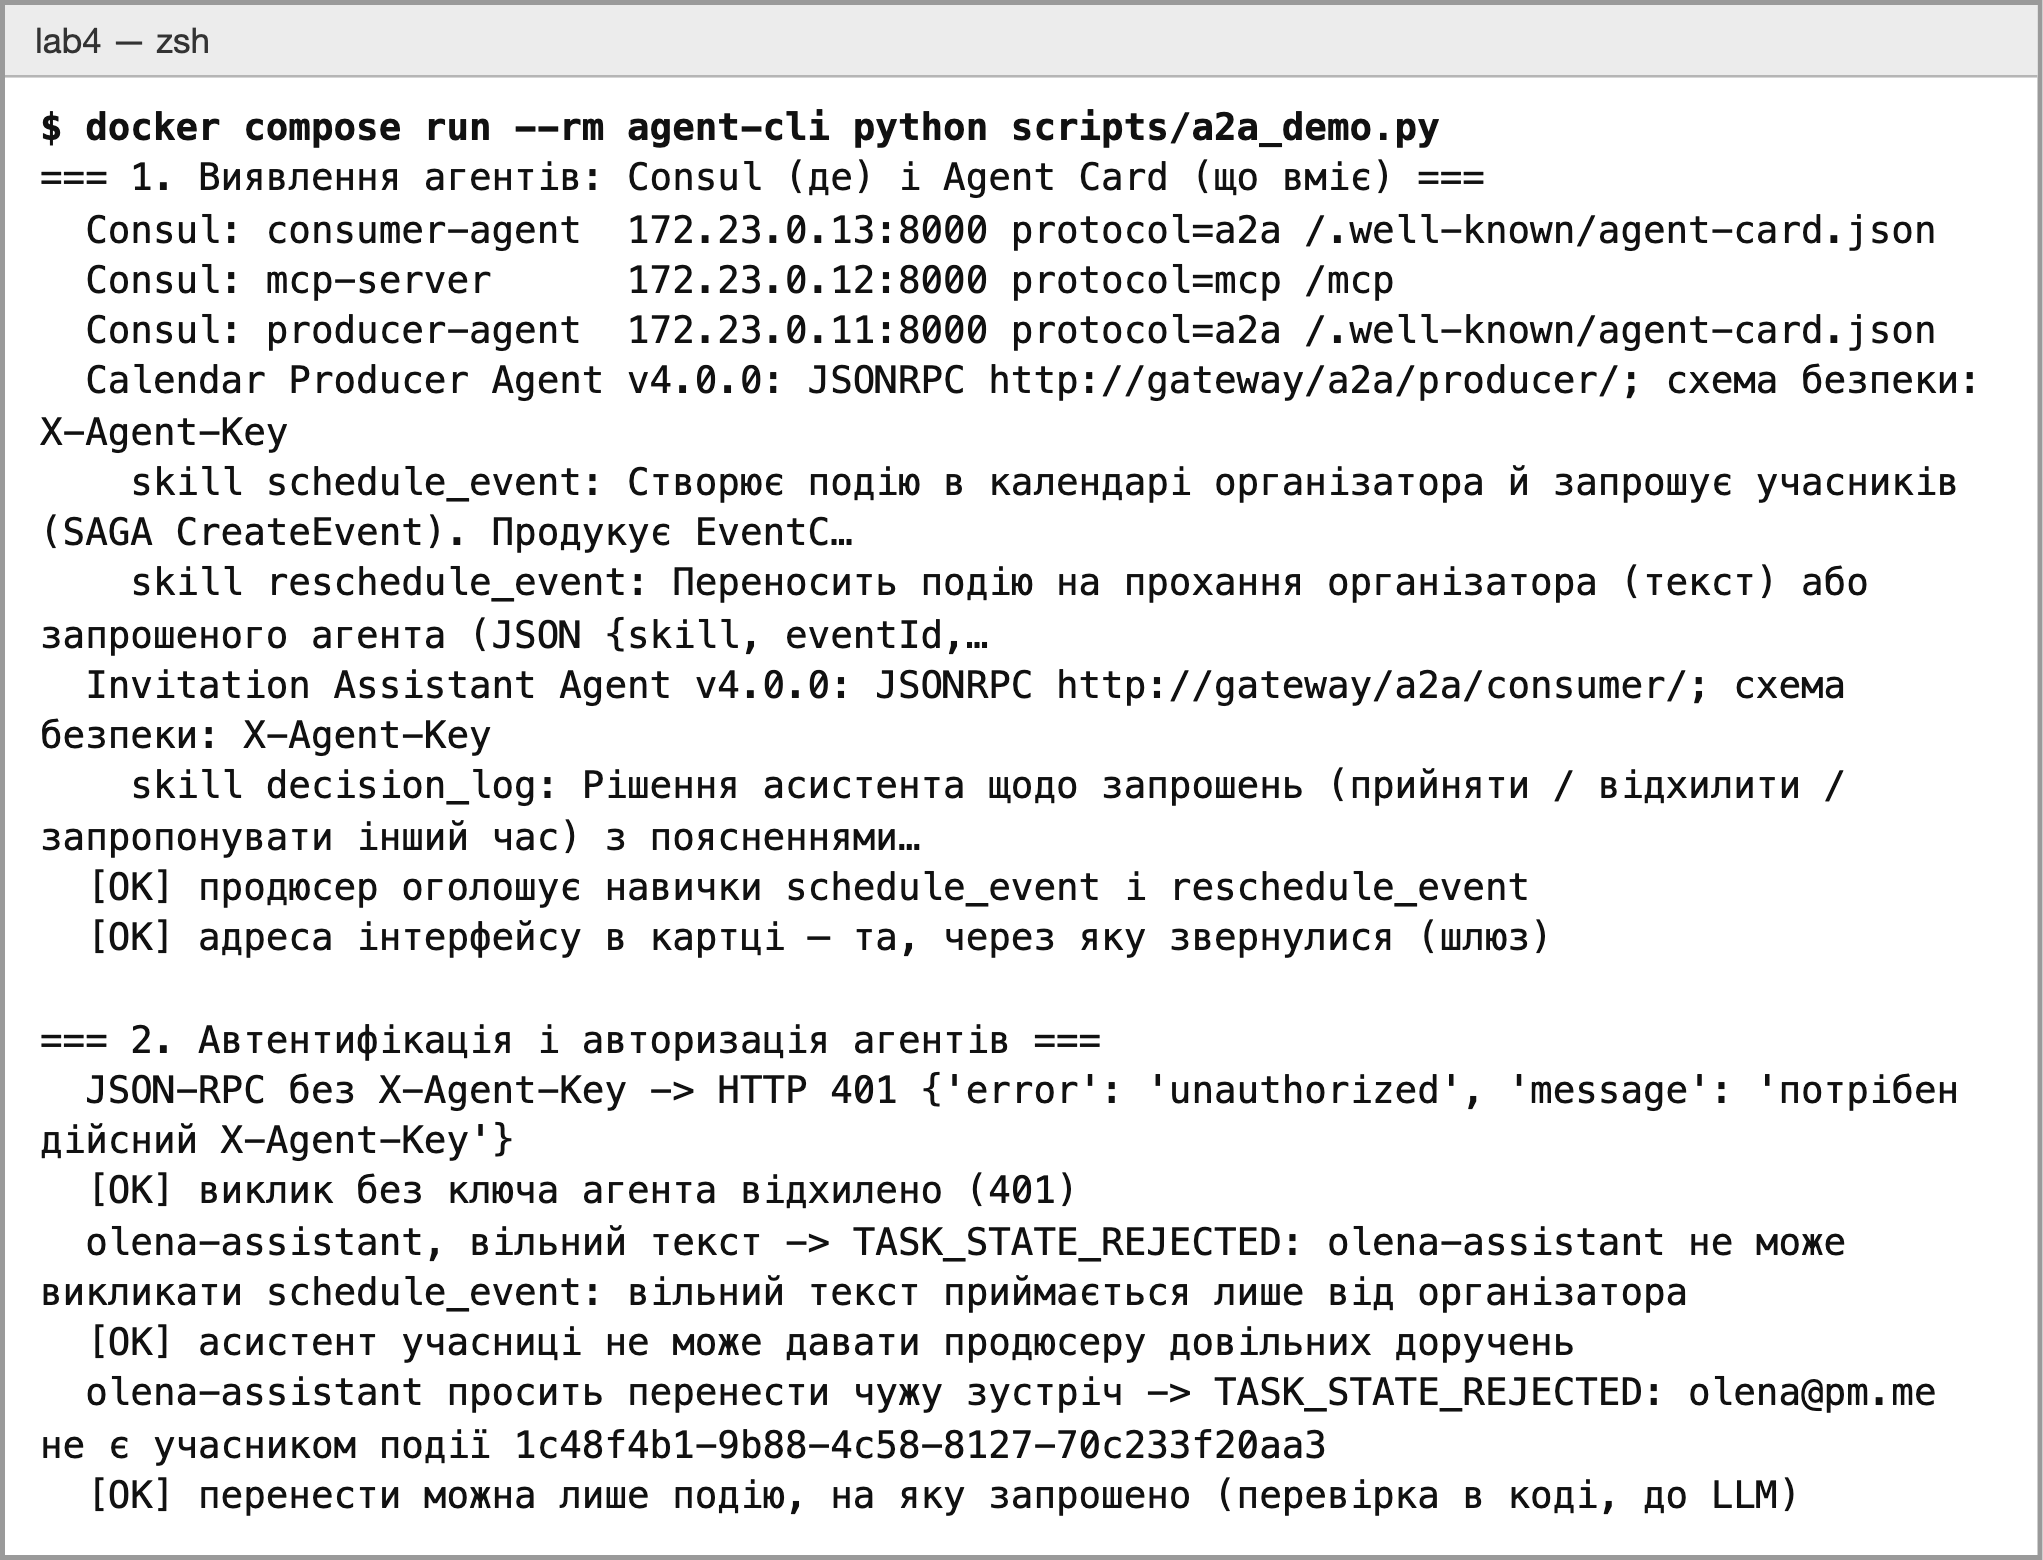 lab4 — zsh
$ docker compose run --rm agent-cli python scripts/a2a_demo.py
=== 1. Виявлення агентів: Consul (де) і Agent Card (що вміє) ===
  Consul: consumer-agent  172.23.0.13:8000 protocol=a2a /.well-known/agent-card.json
  Consul: mcp-server      172.23.0.12:8000 protocol=mcp /mcp
  Consul: producer-agent  172.23.0.11:8000 protocol=a2a /.well-known/agent-card.json
  Calendar Producer Agent v4.0.0: JSONRPC http://gateway/a2a/producer/; схема безпеки:
X-Agent-Key
    skill schedule_event: Створює подію в календарі організатора й запрошує учасників
(SAGA CreateEvent). Продукує EventC…
    skill reschedule_event: Переносить подію на прохання організатора (текст) або
запрошеного агента (JSON {skill, eventId,…
  Invitation Assistant Agent v4.0.0: JSONRPC http://gateway/a2a/consumer/; схема
безпеки: X-Agent-Key
    skill decision_log: Рішення асистента щодо запрошень (прийняти / відхилити /
запропонувати інший час) з поясненнями…
  [OK] продюсер оголошує навички schedule_event і reschedule_event
  [OK] адреса інтерфейсу в картці — та, через яку звернулися (шлюз)

=== 2. Автентифікація і авторизація агентів ===
  JSON-RPC без X-Agent-Key -> HTTP 401 {'error': 'unauthorized', 'message': 'потрібен
дійсний X-Agent-Key'}
  [OK] виклик без ключа агента відхилено (401)
  olena-assistant, вільний текст -> TASK_STATE_REJECTED: olena-assistant не може
викликати schedule_event: вільний текст приймається лише від організатора
  [OK] асистент учасниці не може давати продюсеру довільних доручень
  olena-assistant просить перенести чужу зустріч -> TASK_STATE_REJECTED: olena@pm.me
не є учасником події 1c48f4b1-9b88-4c58-8127-70c233f20aa3
  [OK] перенести можна лише подію, на яку запрошено (перевірка в коді, до LLM)